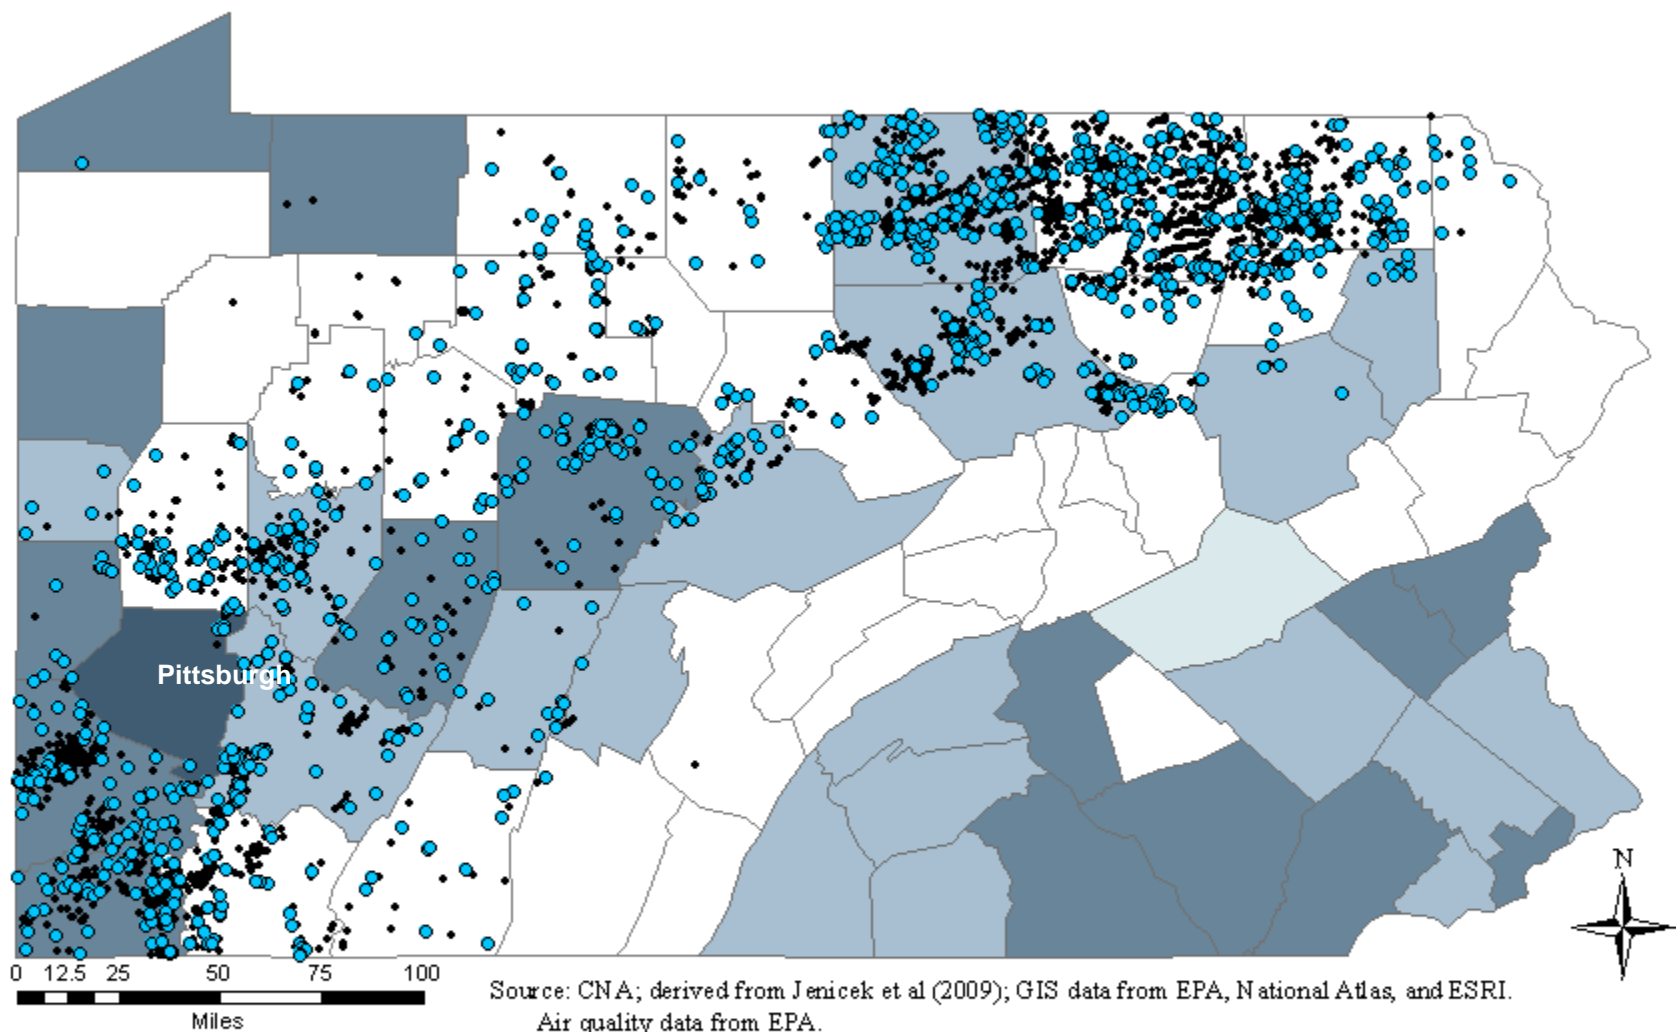 Pittsburgh
N
0 12.5 25 50 75 100
Miles
Source: CNA; derived from Jenicek et al (2009); GIS data from EPA, National Atlas, and ESRI.
Air quality data from EPA.